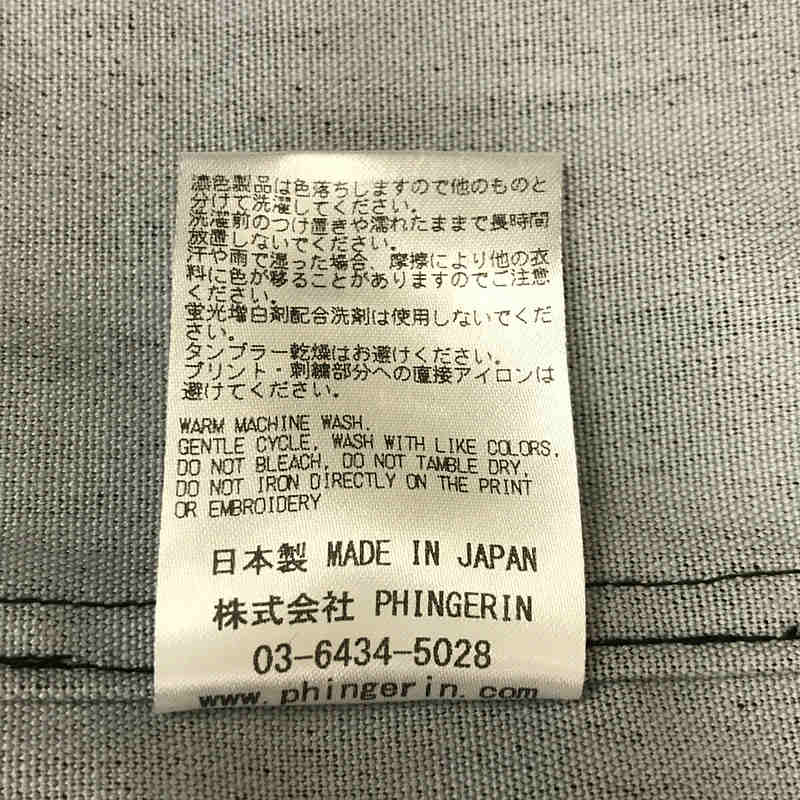 濃色製品は色落ちしますので他のものと
分けて洗濯してください。
洗濯前のつけ置きや濡れたままで長時間
放置しないでください。
汗や雨で湿った場合、摩擦により他の衣
料に色が移ることがありますのでご注意
ください。
蛍光増白剤配合洗剤は使用しないでくだ
さい。
タンブラー乾燥はお避けください。
プリント・刺繍部分への直接アイロンは
避けてください。
WARM MACHINE WASH.
GENTLE CYCLE, WASH WITH LIKE COLORS,
DO NOT BLEACH, DO NOT TAMBLE DRY,
DO NOT IRON DIRECTLY ON THE PRINT
OR EMBROIDERY
日本製 MADE IN JAPAN
株式会社 PHINGERIN
03-6434-5028
www.phingerin.com